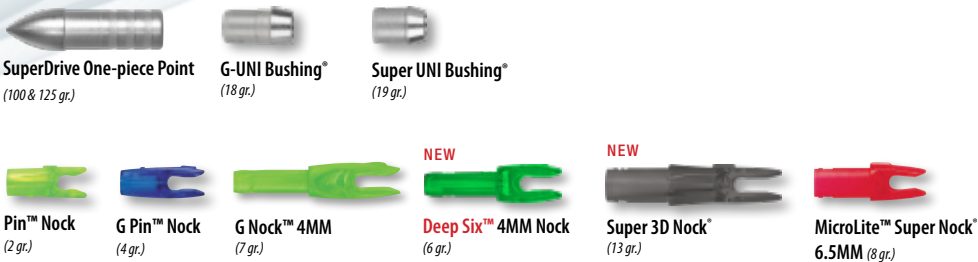 SuperDrive One-piece Point
(100 & 125 gr.)
G-UNI Bushing®
(18 gr.)
Super UNI Bushing®
(19 gr.)
Pin™ Nock
(2 gr.)
G Pin™ Nock
(4 gr.)
G Nock™ 4MM
(7 gr.)
NEW
Deep Six™ 4MM Nock
(6 gr.)
NEW
Super 3D Nock®
(13 gr.)
MicroLite™ Super Nock®
6.5MM (8 gr.)